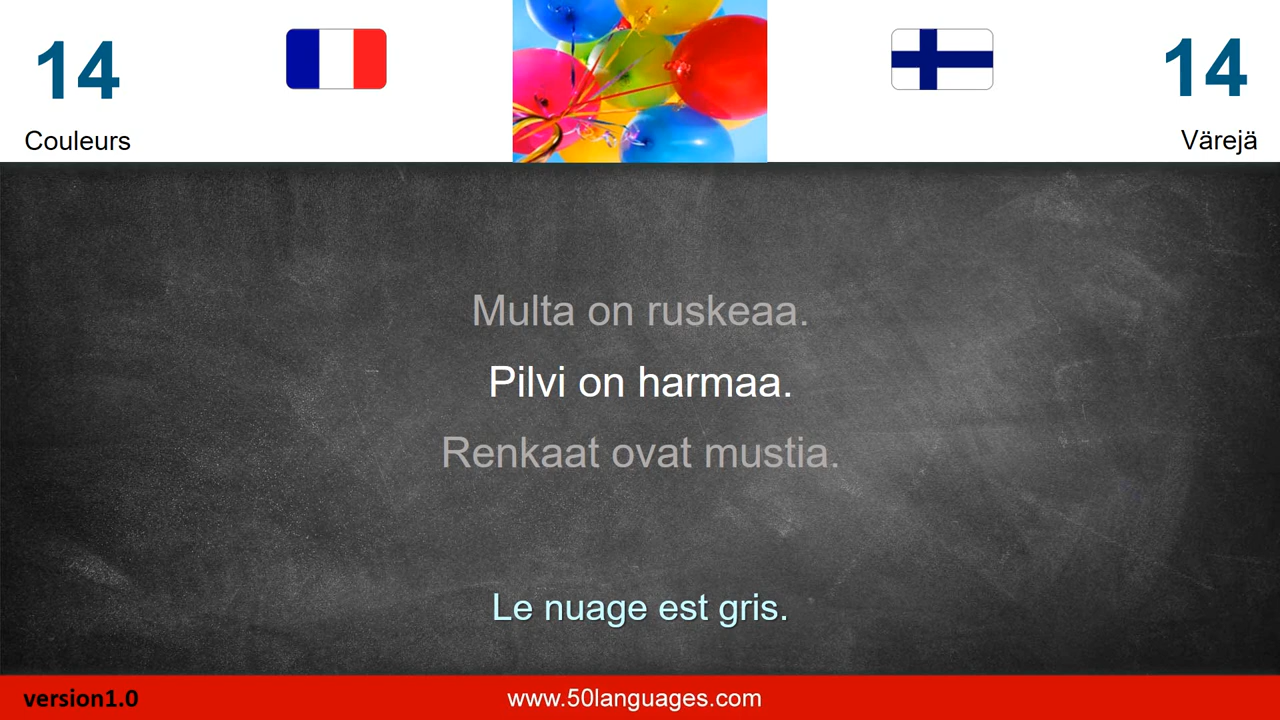 14
14
Couleurs
Värejä
Multa on ruskeaa.
Pilvi on harmaa.
Renkaat ovat mustia.
Le nuage est gris.
version1.0
www.50languages.com